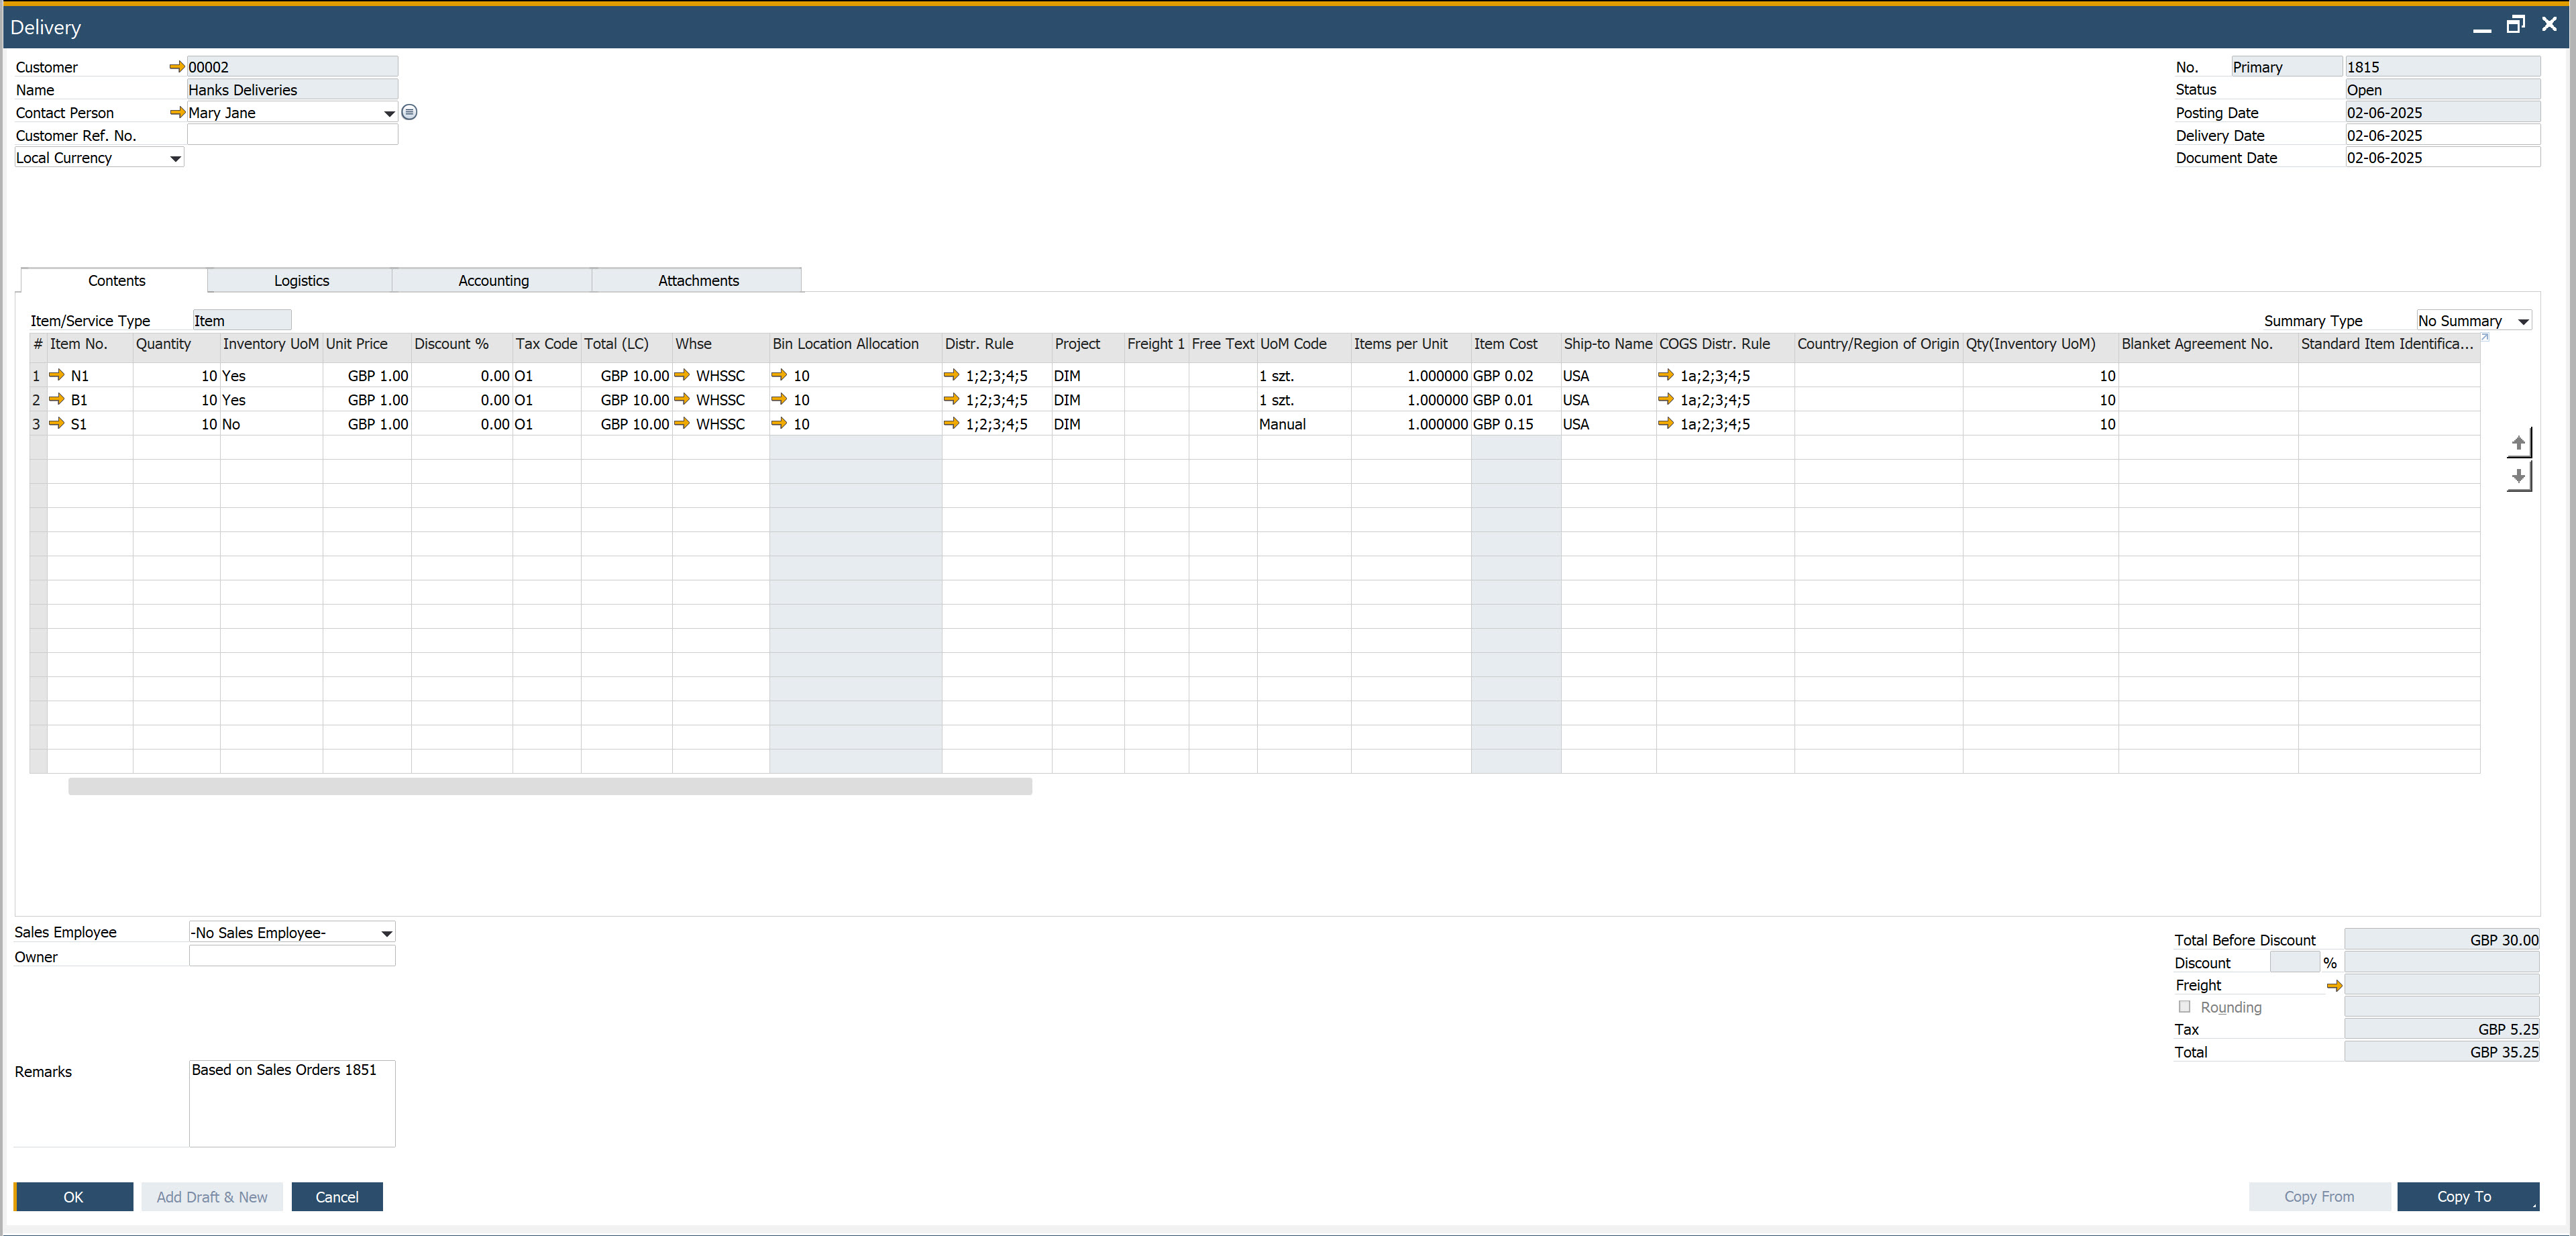 Delivery
Customer 00002
Name Hanks Deliveries
Contact Person Mary Jane
Customer Ref. No.
Local Currency
No. Primary 1815
Status Open
Posting Date 02-06-2025
Delivery Date 02-06-2025
Document Date 02-06-2025
Contents Logistics Accounting Attachments
Item/Service Type Item
Summary Type No Summary
# Item No. Quantity Inventory UoM Unit Price Discount % Tax Code Total (LC) Whse Bin Location Allocation Distr. Rule Project Freight 1 Free Text UoM Code Items per Unit Item Cost Ship-to Name COGS Distr. Rule Country/Region of Origin Qty(Inventory UoM) Blanket Agreement No. Standard Item Identifica...
1 N1 10 Yes GBP 1.00 0.00 O1 GBP 10.00 WHSSC 10 1;2;3;4;5 DIM 1 szt. 1.000000 GBP 0.02 USA 1a;2;3;4;5 10
2 B1 10 Yes GBP 1.00 0.00 O1 GBP 10.00 WHSSC 10 1;2;3;4;5 DIM 1 szt. 1.000000 GBP 0.01 USA 1a;2;3;4;5 10
3 S1 10 No GBP 1.00 0.00 O1 GBP 10.00 WHSSC 10 1;2;3;4;5 DIM Manual 1.000000 GBP 0.15 USA 1a;2;3;4;5 10
Sales Employee -No Sales Employee-
Owner
Total Before Discount GBP 30.00
Discount %
Freight
Rounding
Tax GBP 5.25
Total GBP 35.25
Remarks Based on Sales Orders 1851
OK Add Draft & New Cancel Copy From Copy To